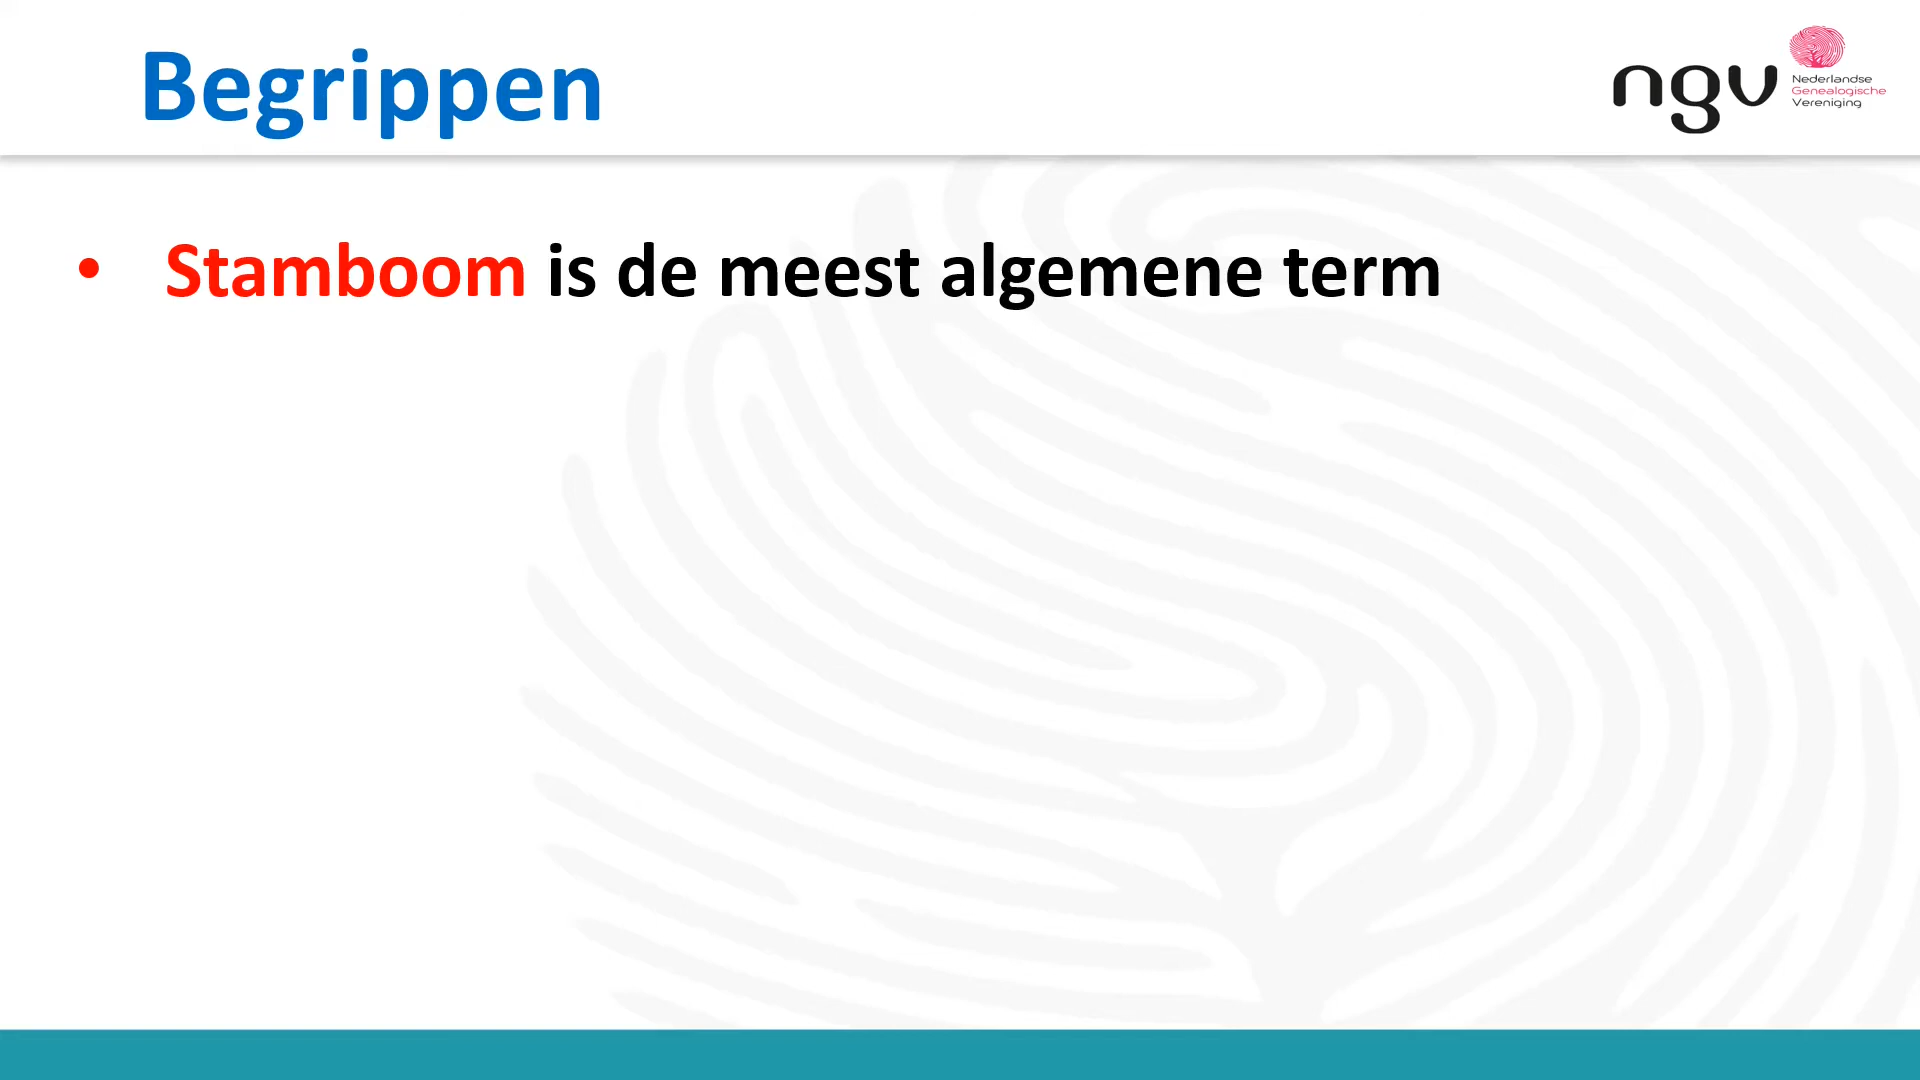 Begrippen
ngv
Nederlandse
Genealogische
Vereniging
• Stamboom is de meest algemene term